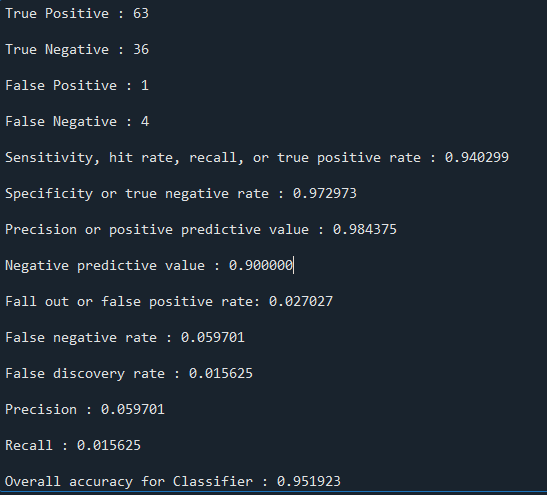 True Positive : 63
True Negative : 36
False Positive : 1
False Negative : 4
Sensitivity, hit rate, recall, or true positive rate : 0.940299
Specificity or true negative rate : 0.972973
Precision or positive predictive value : 0.984375
Negative predictive value : 0.900000
Fall out or false positive rate: 0.027027
False negative rate : 0.059701
False discovery rate : 0.015625
Precision : 0.059701
Recall : 0.015625
Overall accuracy for Classifier : 0.951923